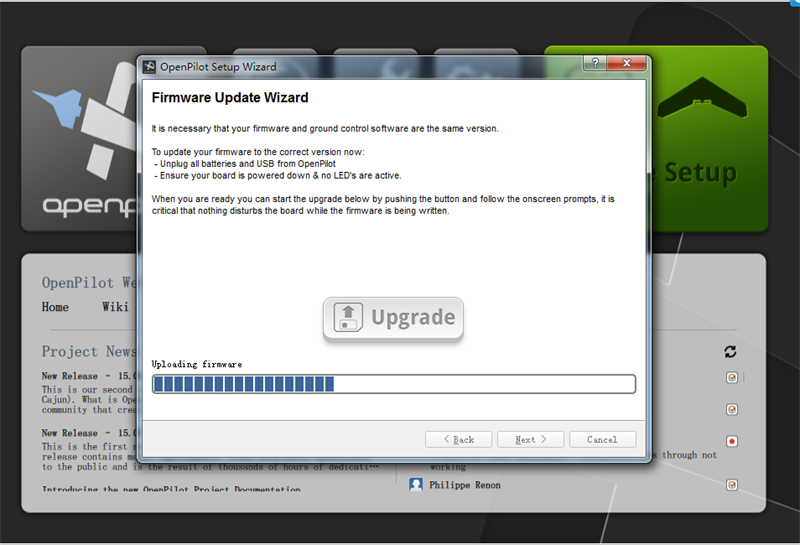 OpenPilot Setup Wizard
Firmware Update Wizard
It is necessary that your firmware and ground control software are the same version.
To update your firmware to the correct version now:
- Unplug all batteries and USB from OpenPilot
- Ensure your board is powered down & no LED's are active.
When you are ready you can start the upgrade below by pushing the button and follow the onscreen prompts, it is
critical that nothing disturbs the board while the firmware is being written.
Upgrade
Uploading firmware
< Back
Next >
Cancel
openp
Setup
OpenPilot We
Home
Wiki
Project News
New Release - 15.0
This is our second
Cajun). What is Ope
community that crea
New Release - 15.0
This is the first
release contains
to the public and is the result of thousands of hours of dedicati…
Introducing the new OpenPilot Project Documentation
s through not
working
Philippe Renon